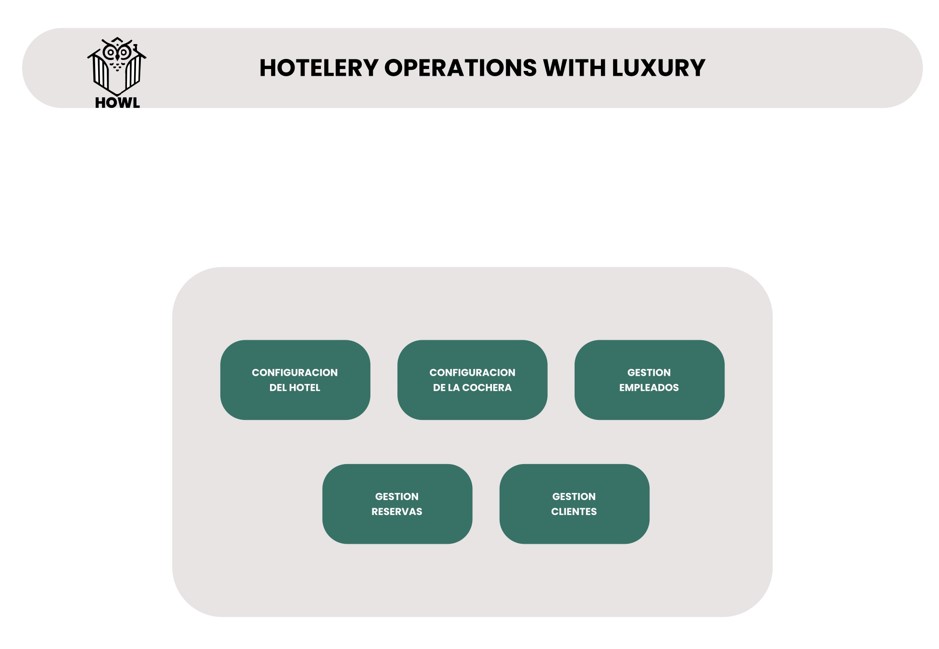 HOWL
HOTELERY OPERATIONS WITH LUXURY
CONFIGURACION
DEL HOTEL
CONFIGURACION
DE LA COCHERA
GESTION
EMPLEADOS
GESTION
RESERVAS
GESTION
CLIENTES